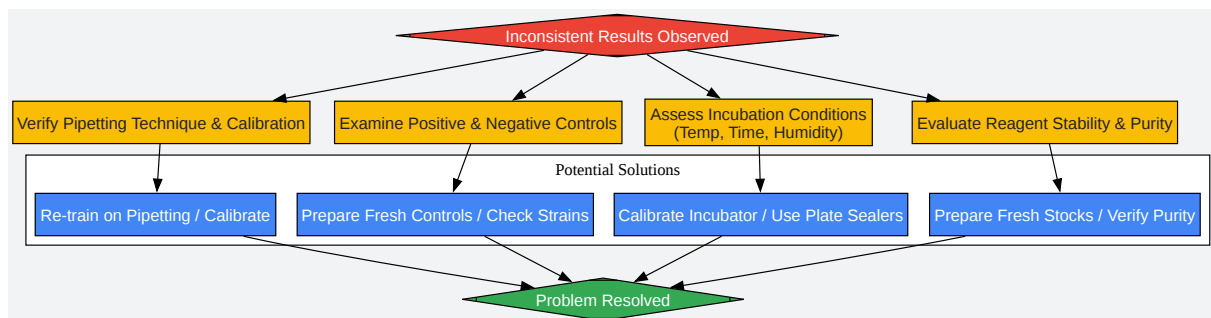 Inconsistent Results Observed
Verify Pipetting Technique & Calibration
Examine Positive & Negative Controls
Assess Incubation Conditions
(Temp, Time, Humidity)
Evaluate Reagent Stability & Purity
Potential Solutions
Re-train on Pipetting / Calibrate
Prepare Fresh Controls / Check Strains
Calibrate Incubator / Use Plate Sealers
Prepare Fresh Stocks / Verify Purity
Problem Resolved